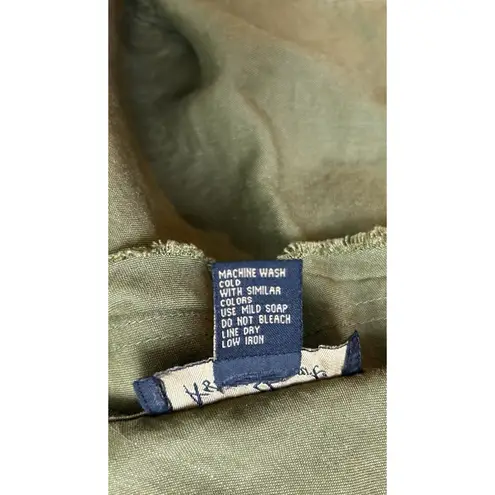 MACHINE WASH
COLD
WITH SIMILAR
COLORS
USE MILD SOAP
DO NOT BLEACH
LINE DRY
LOW IRON